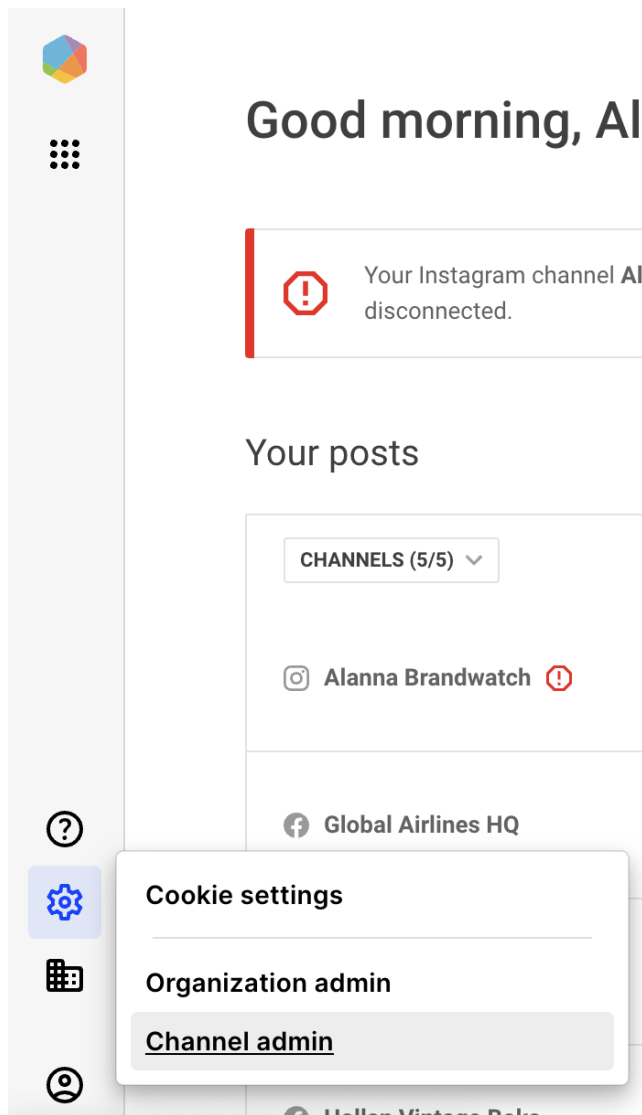 Good morning, Al
Your Instagram channel Al
disconnected.
Your posts
CHANNELS (5/5)
Alanna Brandwatch
Global Airlines HQ
Cookie settings
Organization admin
Channel admin